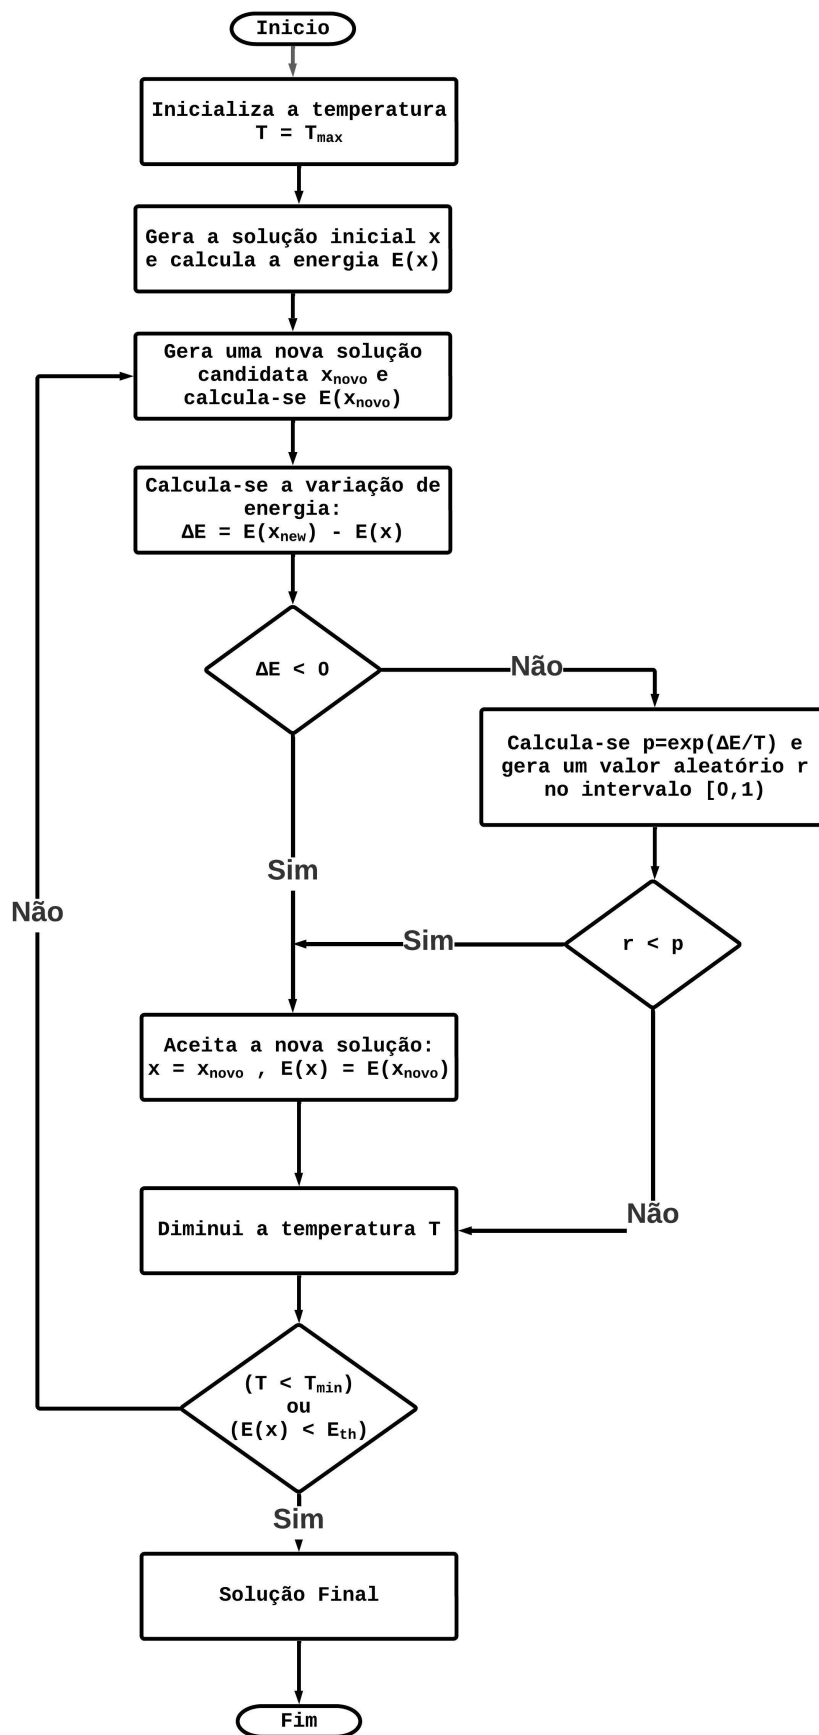 Inicio
Inicializa a temperatura
T = Tmax
Gera a solução inicial x
e calcula a energia E(x)
Gera uma nova solução
candidata xnovo e
calcula-se E(xnovo)
Calcula-se a variação de
energia:
ΔE = E(xnew) - E(x)
ΔE < 0
Não
Calcula-se p=exp(ΔE/T) e
gera um valor aleatório r
no intervalo [0,1)
Sim
Não
Sim
r < p
Aceita a nova solução:
x = xnovo , E(x) = E(xnovo)
Não
Diminui a temperatura T
(T < Tmin)
ou
(E(x) < Eth)
Sim
Solução Final
Fim